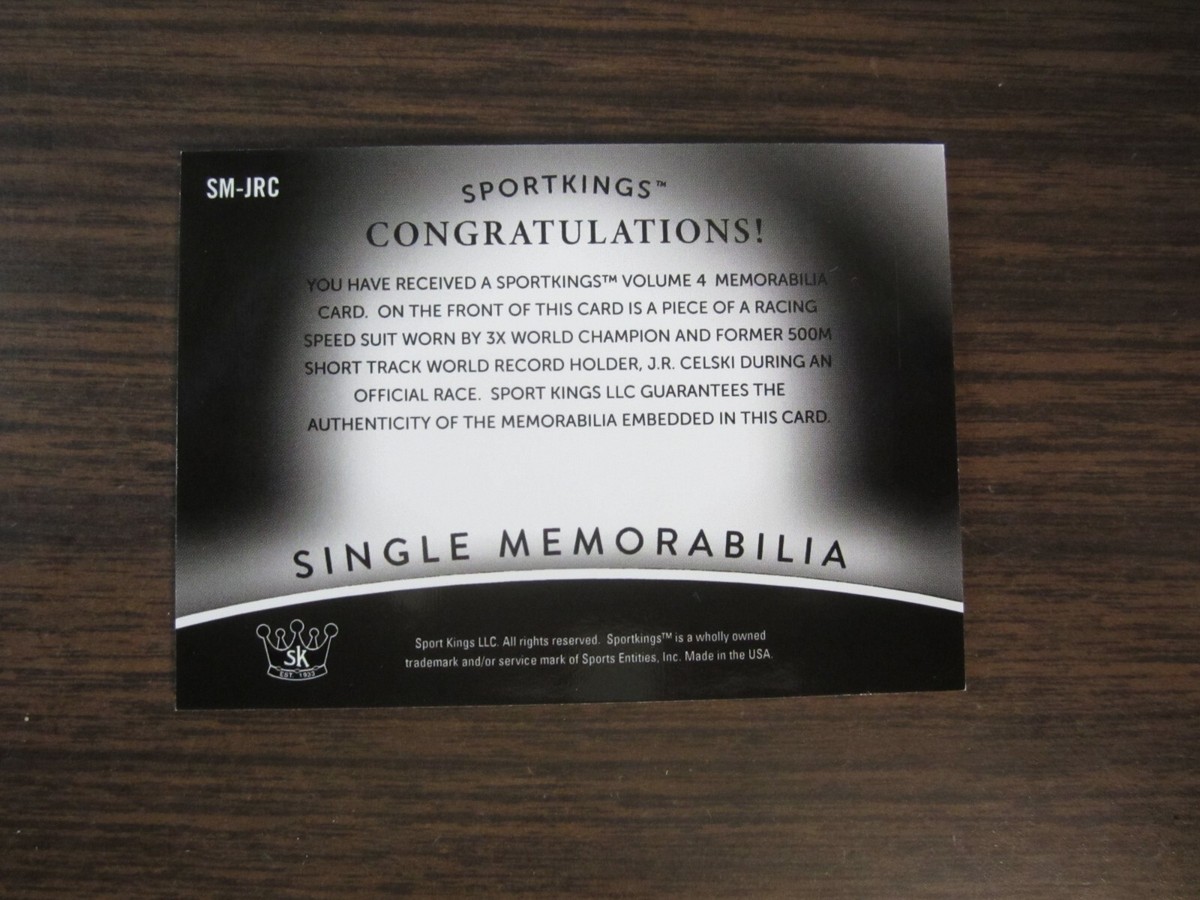 SM-JRC
SPORTKINGS™
CONGRATULATIONS!
YOU HAVE RECEIVED A SPORTKINGS™ VOLUME 4 MEMORABILIA
CARD. ON THE FRONT OF THIS CARD IS A PIECE OF A RACING
SPEED SUIT WORN BY 3X WORLD CHAMPION AND FORMER 500M
SHORT TRACK WORLD RECORD HOLDER, J.R. CELSKI DURING AN
OFFICIAL RACE. SPORT KINGS LLC GUARANTEES THE
AUTHENTICITY OF THE MEMORABILIA EMBEDDED IN THIS CARD.
SINGLE MEMORABILIA
SK
EST. 1933
Sport Kings LLC. All rights reserved. Sportkings™ is a wholly owned
trademark and/or service mark of Sports Entities, Inc. Made in the USA.